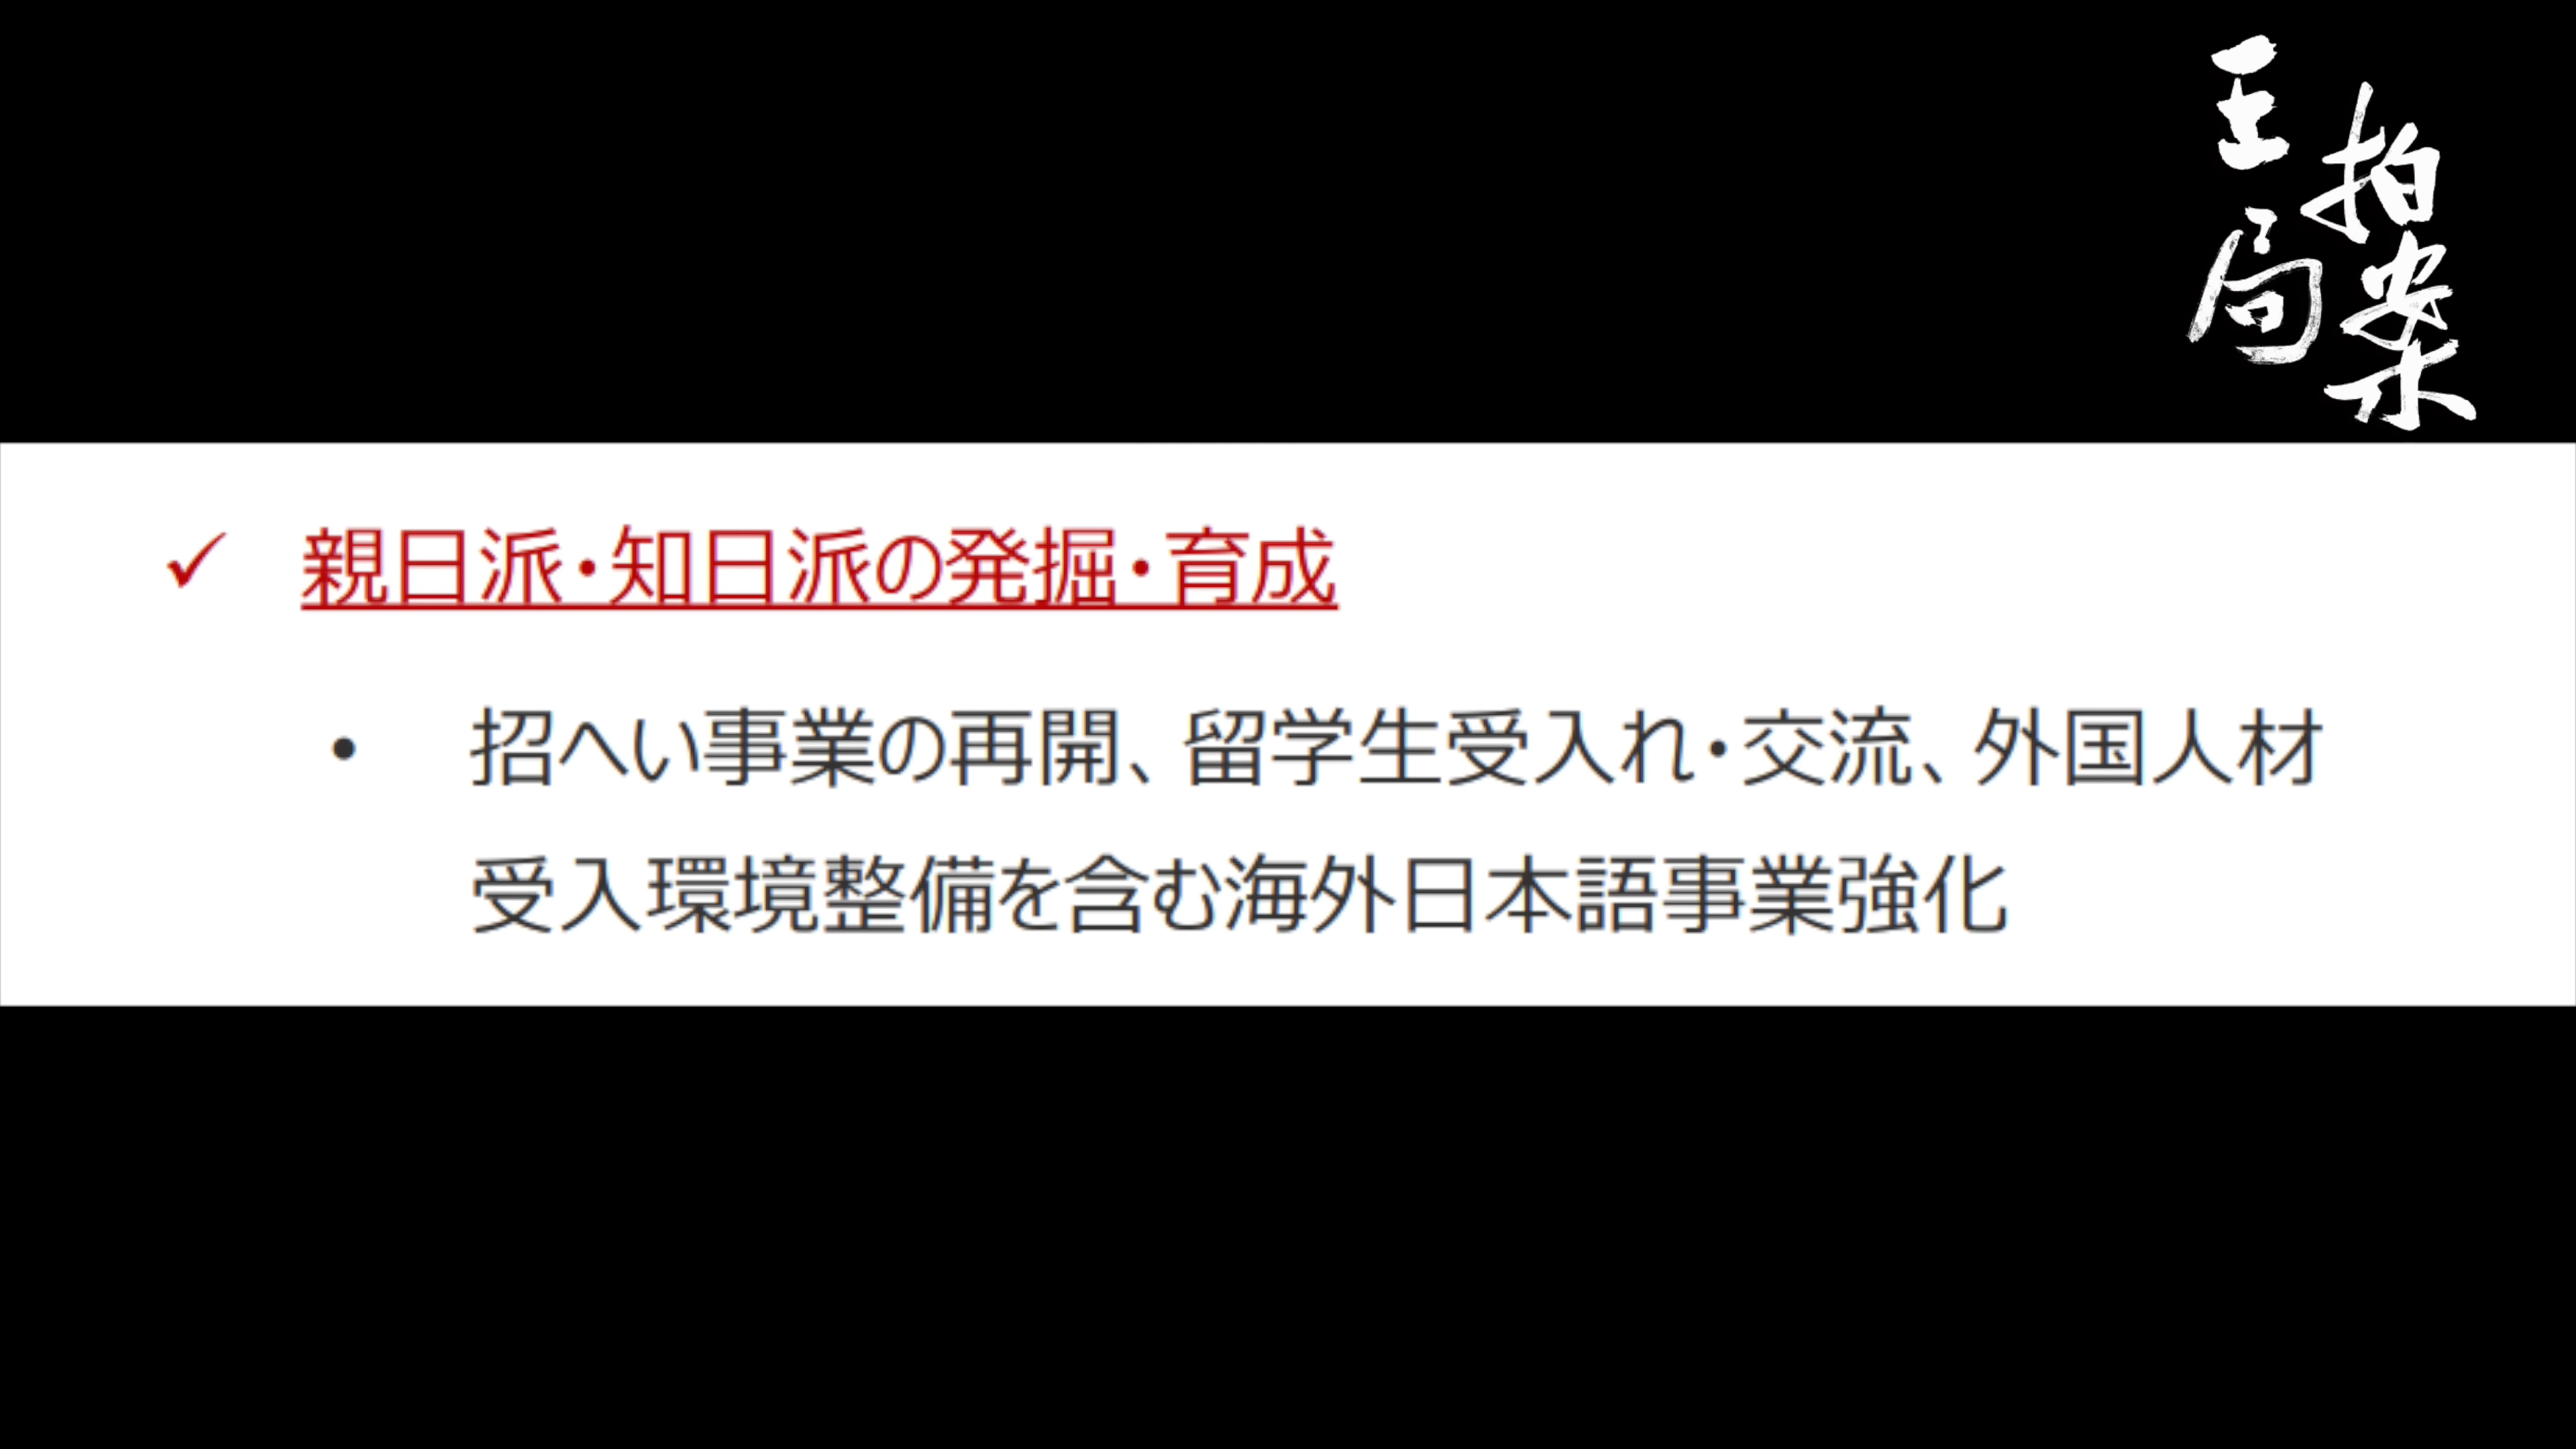 王局
拍案
✓ 親日派・知日派の発掘・育成
• 招へい事業の再開、留学生受入れ・交流、外国人材
受入環境整備を含む海外日本語事業強化